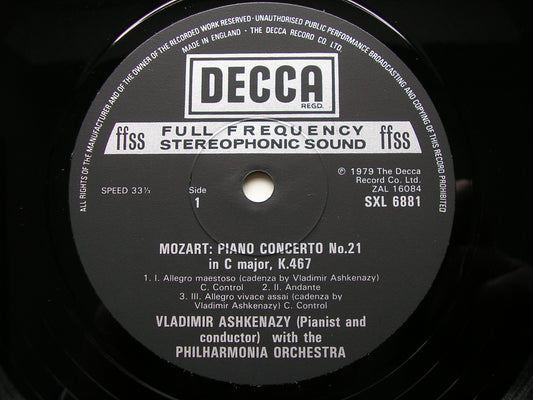 ALL RIGHTS OF THE MANUFACTURER AND OF THE OWNER OF THE RECORDED WORK RESERVED · UNAUTHORISED PUBLIC PERFORMANCE BROADCASTING AND COPYING OF THIS RECORD PROHIBITED
MADE IN ENGLAND · THE DECCA RECORD CO. LTD.
DECCA
REGD.
ffss FULL FREQUENCY ffss
STEREOPHONIC SOUND
℗ 1979 The Decca
Record Co. Ltd.
SPEED 33⅓ Side ZAL 16084
1 SXL 6881
MOZART: PIANO CONCERTO No.21
in C major, K.467
1. I. Allegro maestoso (cadenza by Vladimir Ashkenazy)
C. Control 2. II. Andante
3. III. Allegro vivace assai (cadenza by
Vladimir Ashkenazy) C. Control
VLADIMIR ASHKENAZY (Pianist and
conductor) with the
PHILHARMONIA ORCHESTRA